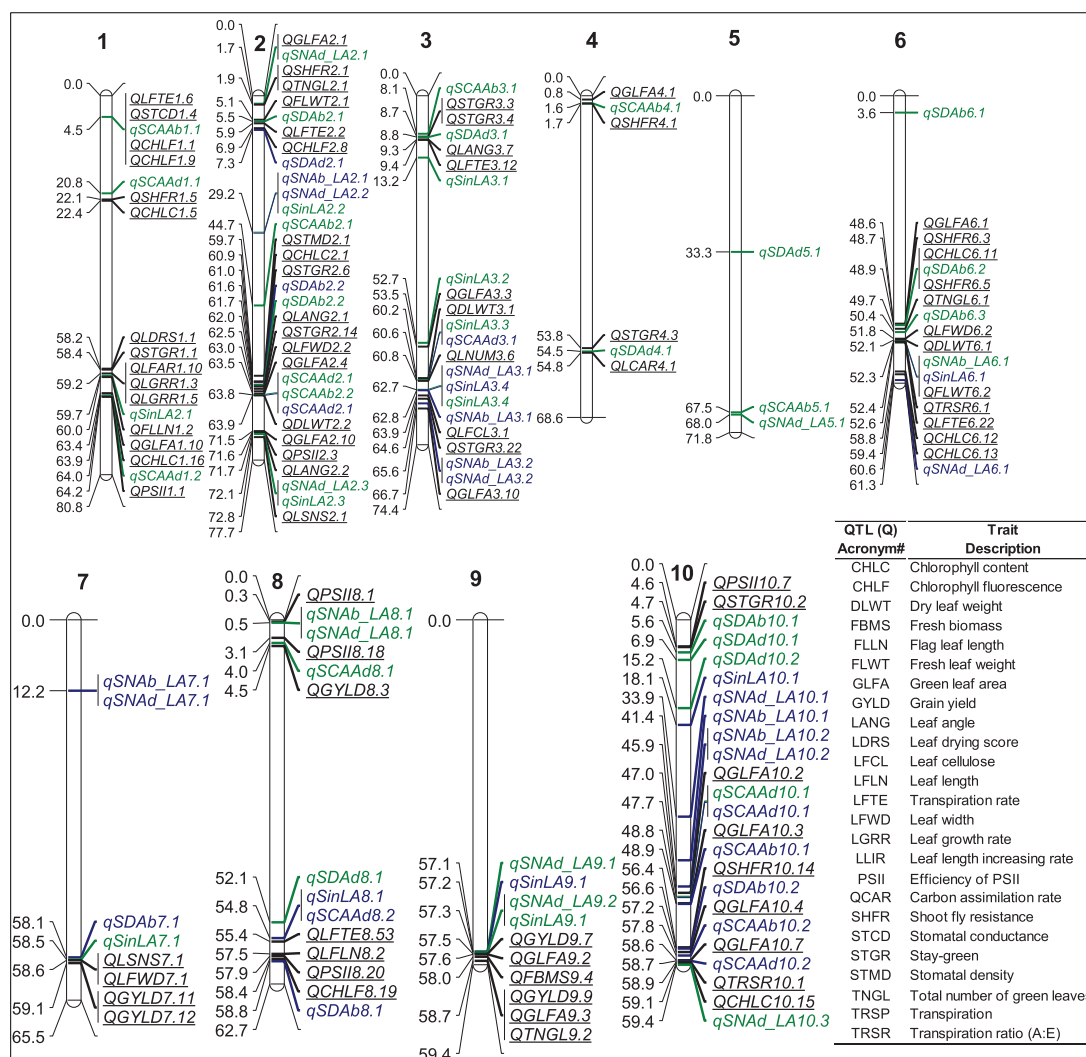 1
0.0
4.5
20.8
22.1
22.4
58.2
58.4
59.2
59.7
60.0
63.4
63.9
64.0
64.2
80.8
QLFTE1.6
QSTCD1.4
qSCAAb1.1
QCHLF1.1
QCHLF1.9
qSCAAd1.1
QSHFR1.5
QCHLC1.5
QLDRS1.1
QSTGR1.1
QLFAR1.10
QLGRR1.3
QLGRR1.5
qSinLA2.1
QFLLN1.2
QGLFA1.10
QCHLC1.16
qSCAAd1.2
QPSII1.1
2
0.0
1.7
1.9
5.1
5.5
5.9
6.9
7.3
29.2
44.7
59.7
60.9
61.0
61.6
61.7
62.0
62.5
63.0
63.5
63.8
63.9
71.5
71.6
71.7
72.1
72.8
77.7
QGLFA2.1
qSNAd_LA2.1
QSHFR2.1
QTNGL2.1
QFLWT2.1
qSDAb2.1
QLFTE2.2
QCHLF2.8
qSDAd2.1
qSNAb_LA2.1
qSNAd_LA2.2
qSinLA2.2
qSCAAb2.1
QSTMD2.1
QCHLC2.1
QSTGR2.6
qSDAb2.2
qSDAb2.2
QLANG2.1
QSTGR2.14
QLFWD2.2
QGLFA2.4
qSCAAd2.1
qSCAAb2.2
qSCAAd2.1
QDLWT2.2
QGLFA2.10
QPSII2.3
QLANG2.2
qSNAd_LA2.3
qSinLA2.3
QLSNS2.1
3
0.0
8.1
8.7
8.8
9.3
9.4
13.2
52.7
53.5
60.2
60.6
60.8
62.7
62.8
63.9
64.6
65.6
66.7
74.4
qSCAAb3.1
QSTGR3.3
QSTGR3.4
qSDAd3.1
QLANG3.7
QLFTE3.12
qSinLA3.1
qSinLA3.2
QGLFA3.3
QDLWT3.1
qSinLA3.3
qSCAAd3.1
QLNUM3.6
qSNAd_LA3.1
qSinLA3.4
qSinLA3.4
qSNAb_LA3.1
QLFCL3.1
QSTGR3.22
qSNAb_LA3.2
qSNAd_LA3.2
QGLFA3.10
4
0.0
0.8
1.6
1.7
53.8
54.5
54.8
68.6
QGLFA4.1
qSCAAb4.1
QSHFR4.1
QSTGR4.3
qSDAd4.1
QLCAR4.1
5
0.0
33.3
67.5
68.0
71.8
qSDAd5.1
qSCAAb5.1
qSNAd_LA5.1
6
0.0
3.6
48.6
48.7
48.9
49.7
50.4
51.8
52.1
52.3
52.4
52.6
58.8
59.4
60.6
61.3
qSDAb6.1
QGLFA6.1
QSHFR6.3
QCHLC6.11
qSDAb6.2
QSHFR6.5
QTNGL6.1
qSDAb6.3
QLFWD6.2
QDLWT6.1
qSNAb_LA6.1
qSinLA6.1
QFLWT6.2
QTRSR6.1
QLFTE6.22
QCHLC6.12
QCHLC6.13
qSNAd_LA6.1
7
0.0
12.2
58.1
58.5
58.6
59.1
65.5
qSNAb_LA7.1
qSNAd_LA7.1
qSDAb7.1
qSinLA7.1
QLSNS7.1
QLFWD7.1
QGYLD7.11
QGYLD7.12
8
0.0
0.3
0.5
3.1
4.0
4.5
52.1
54.8
55.4
57.5
57.9
58.4
58.8
62.7
QPSII8.1
qSNAb_LA8.1
qSNAd_LA8.1
QPSII8.18
qSCAAd8.1
QGYLD8.3
qSDAd8.1
qSinLA8.1
qSCAAd8.2
QLFTE8.53
QLFLN8.2
QPSII8.20
QCHLF8.19
qSDAb8.1
9
0.0
57.1
57.2
57.3
57.5
57.6
58.0
58.7
59.4
qSNAd_LA9.1
qSinLA9.1
qSNAd_LA9.2
qSinLA9.1
QGYLD9.7
QGLFA9.2
QFBMS9.4
QGYLD9.9
QGLFA9.3
QTNGL9.2
10
0.0
4.6
4.7
5.6
6.9
15.2
18.1
33.9
41.4
45.9
47.0
47.7
48.8
48.9
56.4
56.6
57.2
57.8
58.6
58.7
58.9
59.1
59.4
QPSII10.7
QSTGR10.2
qSDAb10.1
qSDAd10.1
qSDAd10.2
qSinLA10.1
qSNAd_LA10.1
qSNAb_LA10.1
qSNAb_LA10.2
qSNAd_LA10.2
QGLFA10.2
qSCAAd10.1
qSCAAd10.1
QGLFA10.3
qSCAAb10.1
QSHFR10.14
qSDAb10.2
QGLFA10.4
qSCAAb10.2
QGLFA10.7
qSCAAd10.2
QTRSR10.1
QCHLC10.15
qSNAd_LA10.3
QTL (Q) Trait
Acronym# Description
CHLC Chlorophyll content
CHLF Chlorophyll fluorescence
DLWT Dry leaf weight
FBMS Fresh biomass
FLLN Flag leaf length
FLWT Fresh leaf weight
GLFA Green leaf area
GYLD Grain yield
LANG Leaf angle
LDRS Leaf drying score
LFCL Leaf cellulose
LFLN Leaf length
LFTE Transpiration rate
LFWD Leaf width
LGRR Leaf growth rate
LLIR Leaf length increasing rate
PSII Efficiency of PSII
QCAR Carbon assimilation rate
SHFR Shoot fly resistance
STCD Stomatal conductance
STGR Stay-green
STMD Stomatal density
TNGL Total number of green leaves
TRSP Transpiration
TRSR Transpiration ratio (A:E)